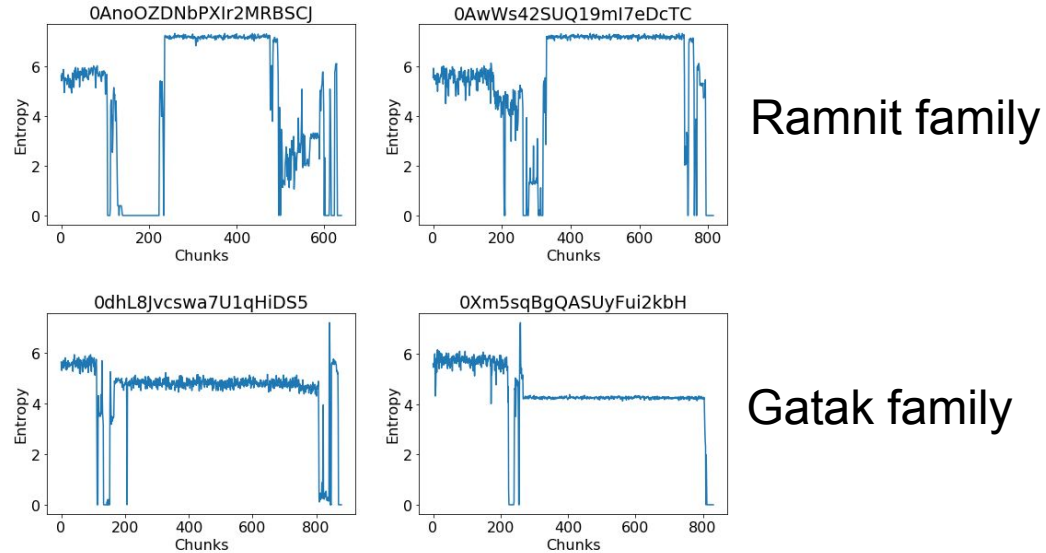 0AnoOZDNbPXIr2MRBSCJ
0AwWs42SUQ19ml7eDcTC
Entropy
6
4
2
0
0 200 400 600
Chunks
Entropy
6
4
2
0
0 200 400 600 800
Chunks
Ramnit family
0dhL8Jvcswa7U1qHiDS5
0Xm5sqBgQASUyFui2kbH
Entropy
6
4
2
0
0 200 400 600 800
Chunks
Entropy
6
4
2
0
0 200 400 600 800
Chunks
Gatak family